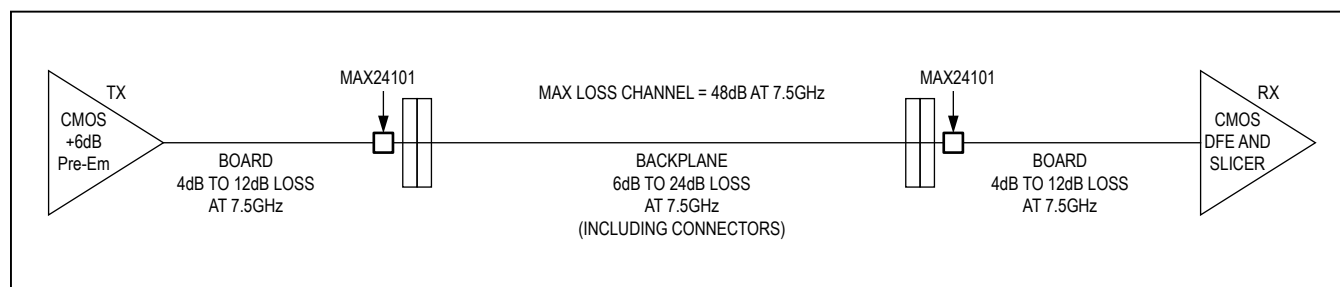 TX
CMOS
+6dB
Pre-Em
BOARD
4dB TO 12dB LOSS
AT 7.5GHz
MAX24101
MAX LOSS CHANNEL = 48dB AT 7.5GHz
BACKPLANE
6dB TO 24dB LOSS
AT 7.5GHz
(INCLUDING CONNECTORS)
MAX24101
BOARD
4dB TO 12dB LOSS
AT 7.5GHz
RX
CMOS
DFE AND
SLICER